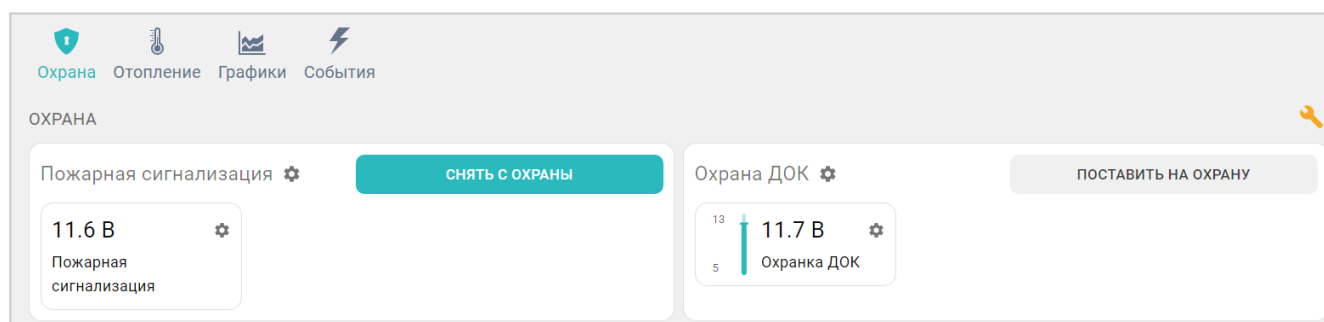 Охрана Отопление Графики События
ОХРАНА
Пожарная сигнализация СНЯТЬ С ОХРАНЫ
11.6 В
Пожарная
сигнализация
Охрана ДОК ПОСТАВИТЬ НА ОХРАНУ
13
11.7 В
5
Охранка ДОК